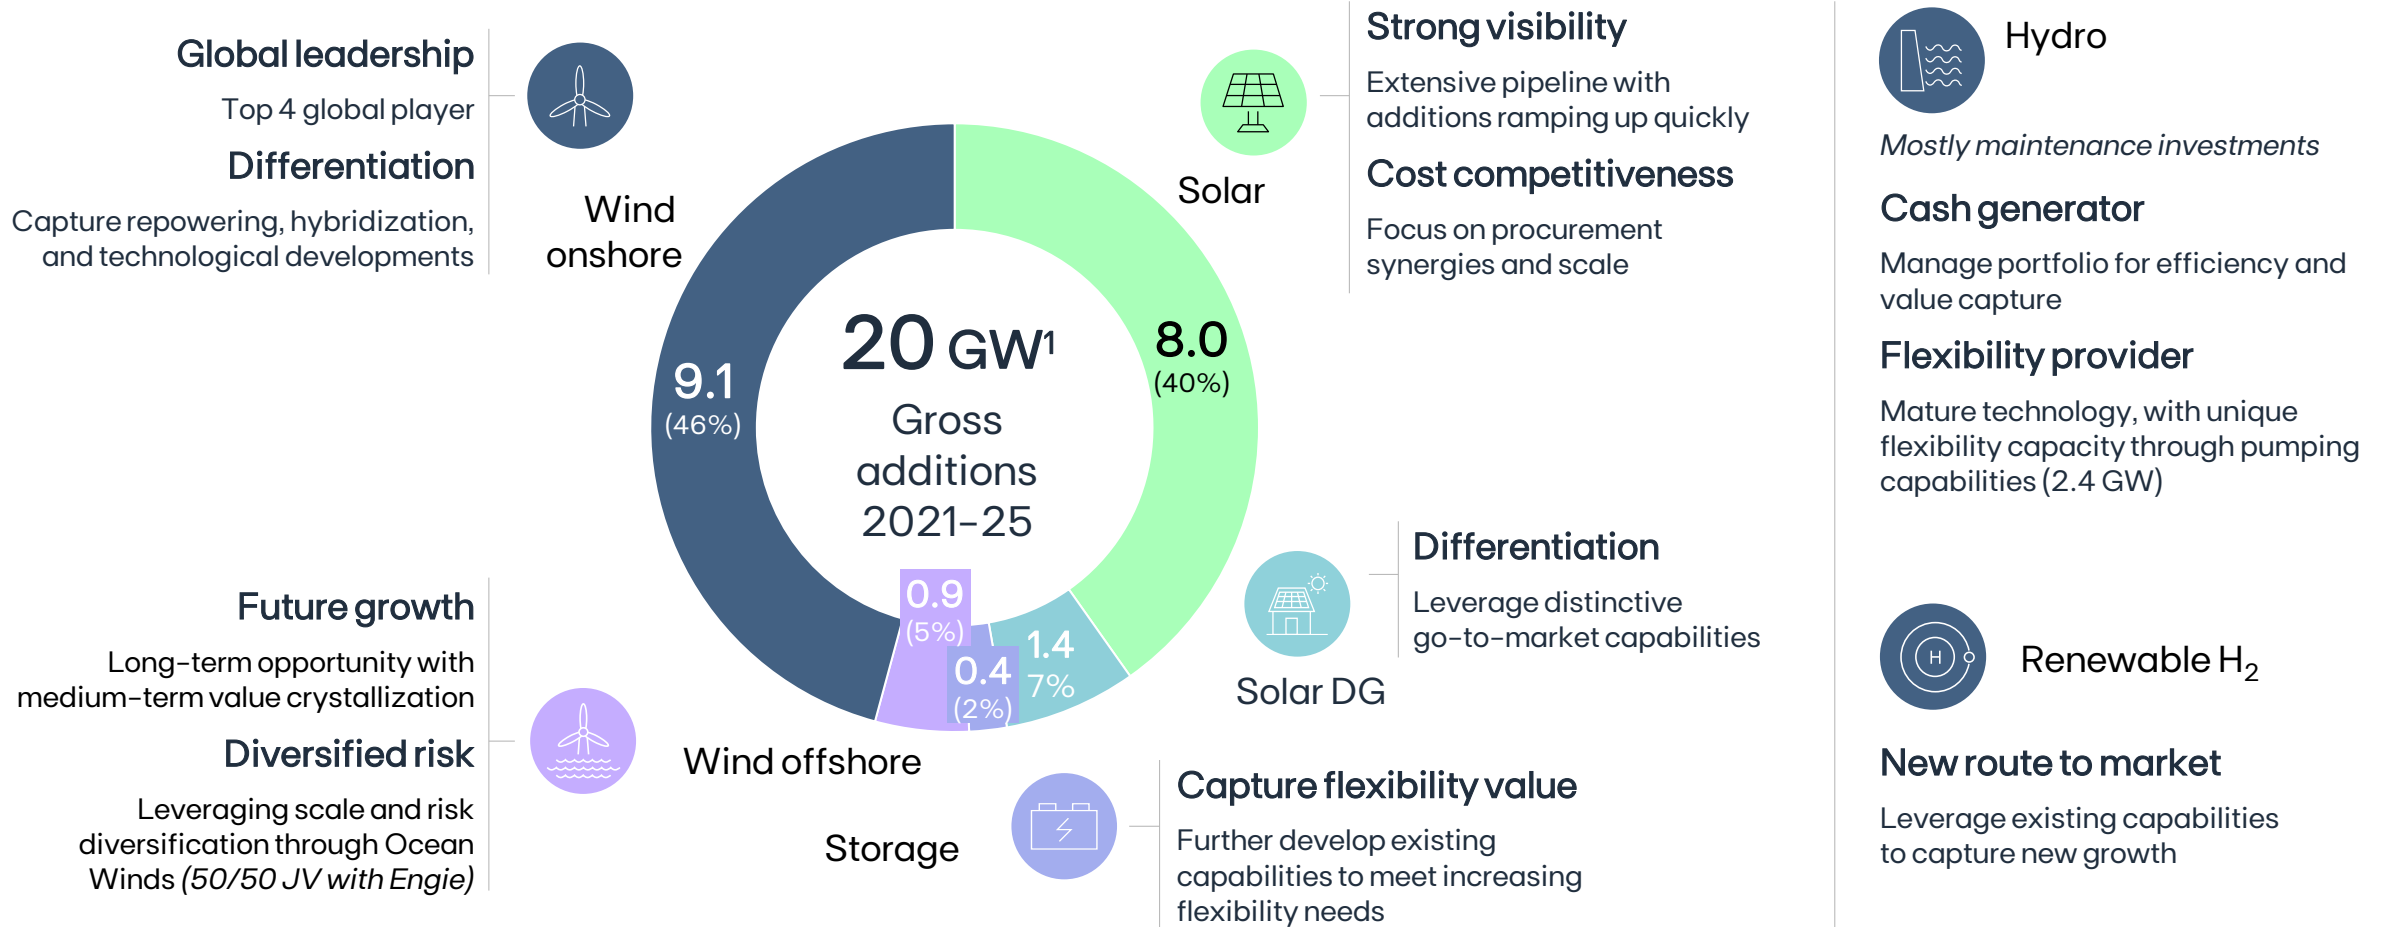 Global leadership
Top 4 global player
Differentiation
Capture repowering, hybridization,
and technological developments
Wind
onshore
Future growth
Long-term opportunity with
medium-term value crystallization
Diversified risk
Leveraging scale and risk
diversification through Ocean
Winds (50/50 JV with Engie)
Wind offshore
20 GW¹
Gross
additions
2021-25
9.1
(46%)
8.0
(40%)
0.9
(5%)
0.4
(2%)
1.4
7%
Solar
Strong visibility
Extensive pipeline with
additions ramping up quickly
Cost competitiveness
Focus on procurement
synergies and scale
Solar DG
Differentiation
Leverage distinctive
go-to-market capabilities
Storage
Capture flexibility value
Further develop existing
capabilities to meet increasing
flexibility needs
Hydro
Mostly maintenance investments
Cash generator
Manage portfolio for efficiency and
value capture
Flexibility provider
Mature technology, with unique
flexibility capacity through pumping
capabilities (2.4 GW)
H
Renewable H₂
New route to market
Leverage existing capabilities
to capture new growth